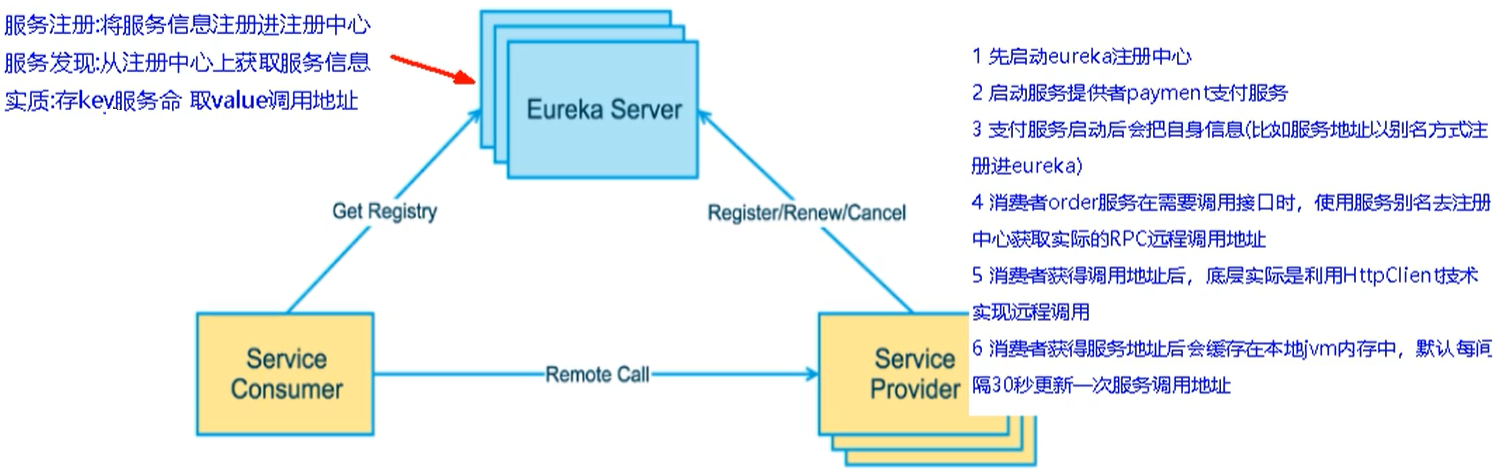 服务注册:将服务信息注册进注册中心
服务发现:从注册中心上获取服务信息
实质:存key服务命 取value调用地址
Eureka Server
Get Registry
Register/Renew/Cancel
Service
Consumer
Remote Call
Service
Provider
1 先启动eureka注册中心
2 启动服务提供者payment支付服务
3 支付服务启动后会把自身信息(比如服务地址以别名方式注
册进eureka)
4 消费者order服务在需要调用接口时，使用服务别名去注册
中心获取实际的RPC远程调用地址
5 消费者获得调用地址后，底层实际是利用HttpClient技术
实现远程调用
6 消费者获得服务地址后会缓存在本地jvm内存中，默认每间
隔30秒更新一次服务调用地址